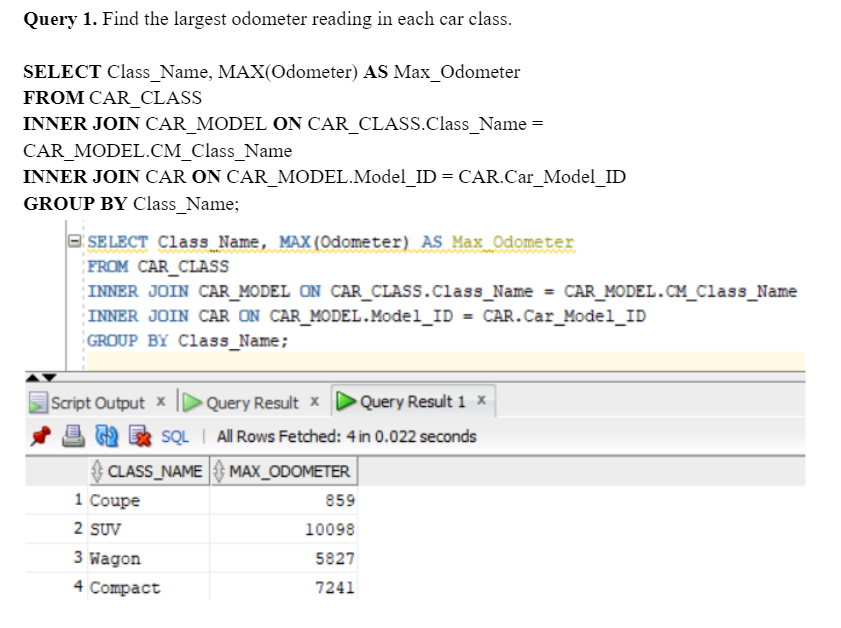 Query 1. Find the largest odometer reading in each car class.
SELECT Class_Name, MAX(Odometer) AS Max_Odometer
FROM CAR_CLASS
INNER JOIN CAR_MODEL ON CAR_CLASS.Class_Name =
CAR_MODEL.CM_Class_Name
INNER JOIN CAR ON CAR_MODEL.Model_ID = CAR.Car_Model_ID
GROUP BY Class_Name;
SELECT Class_Name, MAX(Odometer) AS Max_Odometer
FROM CAR_CLASS
INNER JOIN CAR_MODEL ON CAR_CLASS.Class_Name = CAR_MODEL.CM_Class_Name
INNER JOIN CAR ON CAR_MODEL.Model_ID = CAR.Car_Model_ID
GROUP BY Class_Name;
Script Output x Query Result x Query Result 1 x
SQL | All Rows Fetched: 4 in 0.022 seconds
CLASS_NAME MAX_ODOMETER
1 Coupe 859
2 SUV 10098
3 Wagon 5827
4 Compact 7241